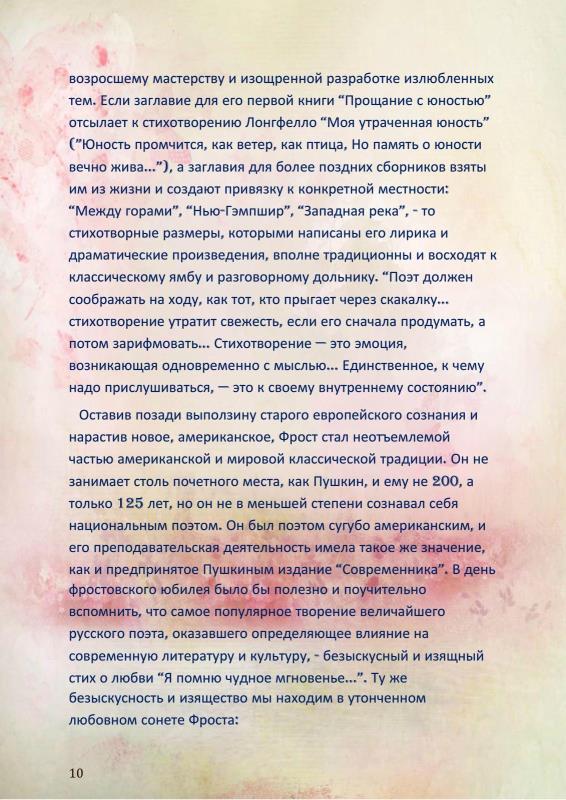 возросшему мастерству и изощренной разработке излюбленных
тем. Если заглавие для его первой книги “Прощание с юностью”
отсылает к стихотворению Лонгфелло “Моя утраченная юность”
(”Юность промчится, как ветер, как птица, Но память о юности
вечно жива...”), а заглавия для более поздних сборников взяты
им из жизни и создают привязку к конкретной местности:
“Между горами”, “Нью-Гэмпшир”, “Западная река”, - то
стихотворные размеры, которыми написаны его лирика и
драматические произведения, вполне традиционны и восходят к
классическому ямбу и разговорному дольнику. “Поэт должен
соображать на ходу, как тот, кто прыгает через скакалку...
стихотворение утратит свежесть, если его сначала продумать, а
потом зарифмовать... Стихотворение — это эмоция,
возникающая одновременно с мыслью... Единственное, к чему
надо прислушиваться, — это к своему внутреннему состоянию”.
Оставив позади выползину старого европейского сознания и
нарастив новое, американское, Фрост стал неотъемлемой
частью американской и мировой классической традиции. Он не
занимает столь почетного места, как Пушкин, и ему не 200, а
только 125 лет, но он не в меньшей степени сознавал себя
национальным поэтом. Он был поэтом сугубо американским, и
его преподавательская деятельность имела такое же значение,
как и предпринятое Пушкиным издание “Современника”. В день
фростовского юбилея было бы полезно и поучительно
вспомнить, что самое популярное творение величайшего
русского поэта, оказавшего определяющее влияние на
современную литературу и культуру, - безыскусный и изящный
стих о любви “Я помню чудное мгновенье...”. Ту же
безыскусность и изящество мы находим в утонченном
любовном сонете Фроста:
10